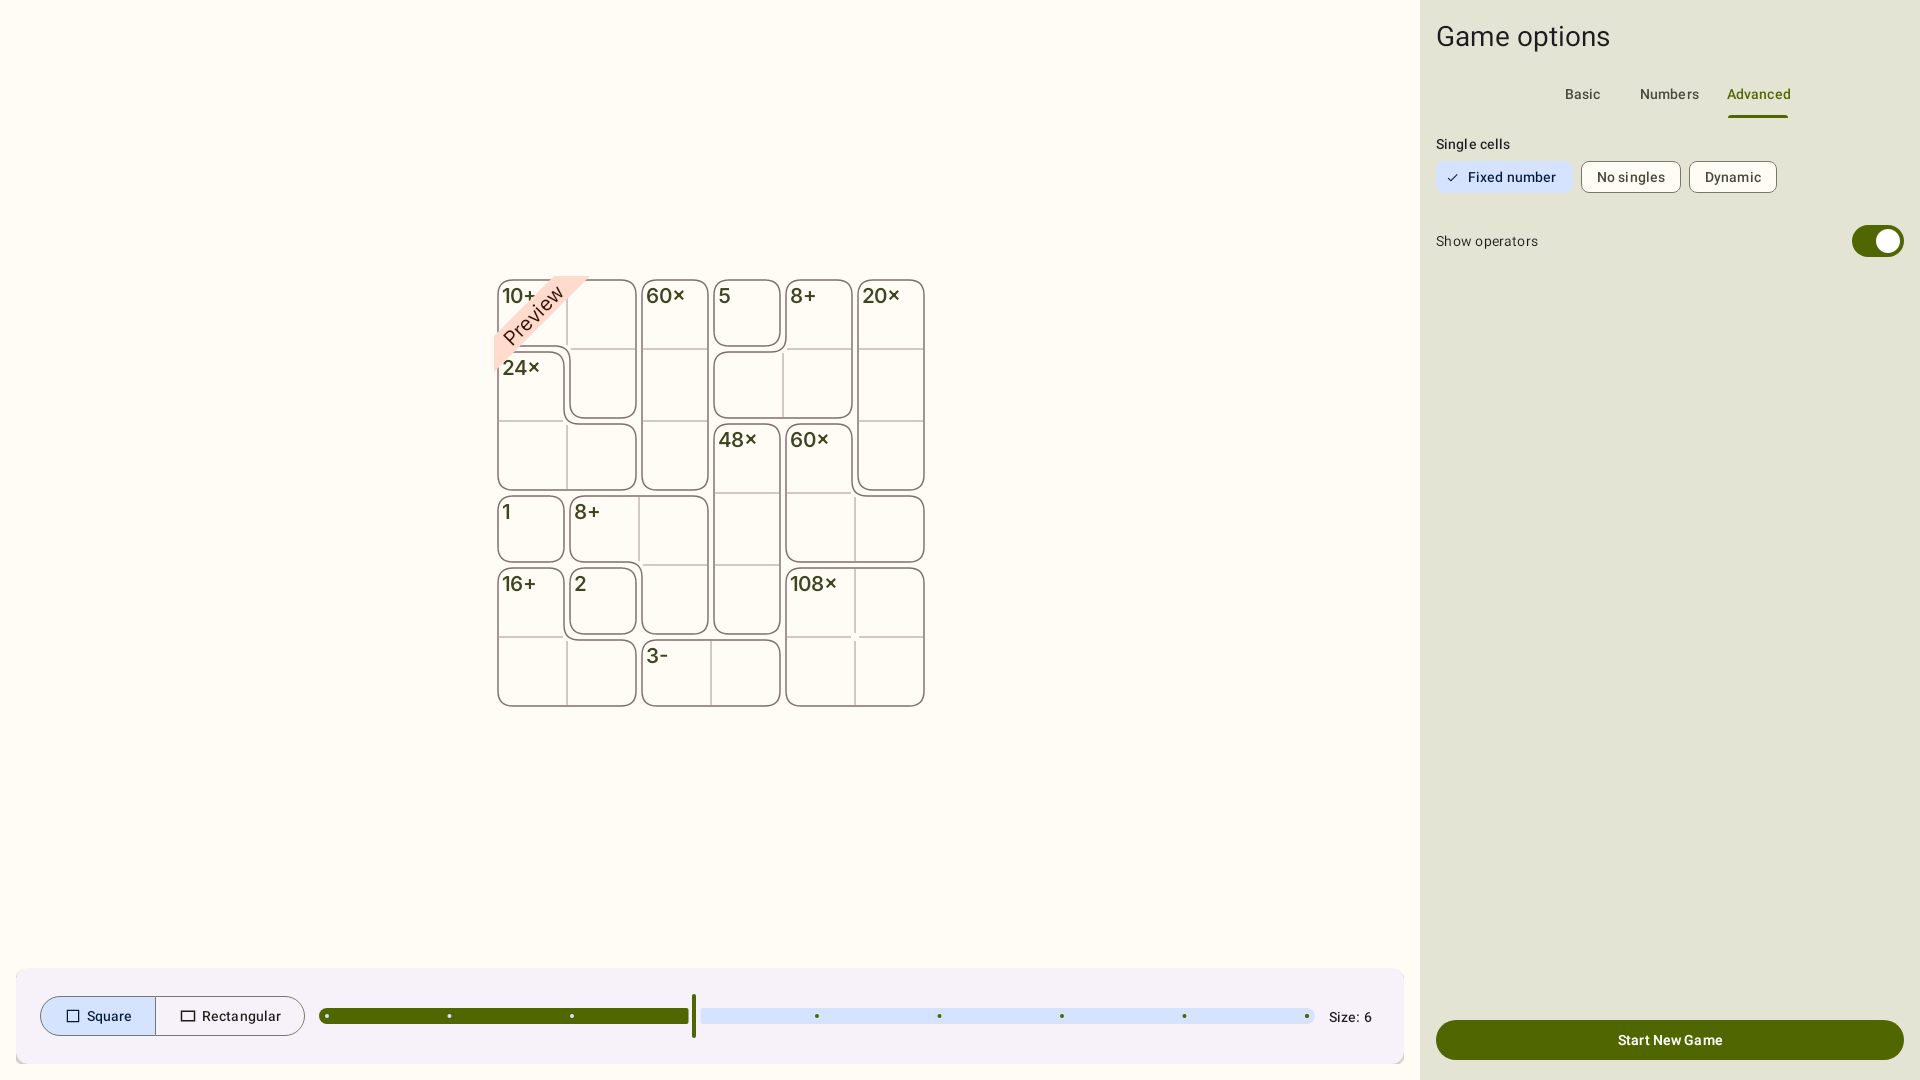 Game options
Basic Numbers Advanced
Single cells
Fixed number No singles Dynamic
Show operators
10+ 60× 5 8+ 20×
Preview
24×
48× 60×
1 8+
16+ 2 108×
3-
Square Rectangular Size: 6
Start New Game